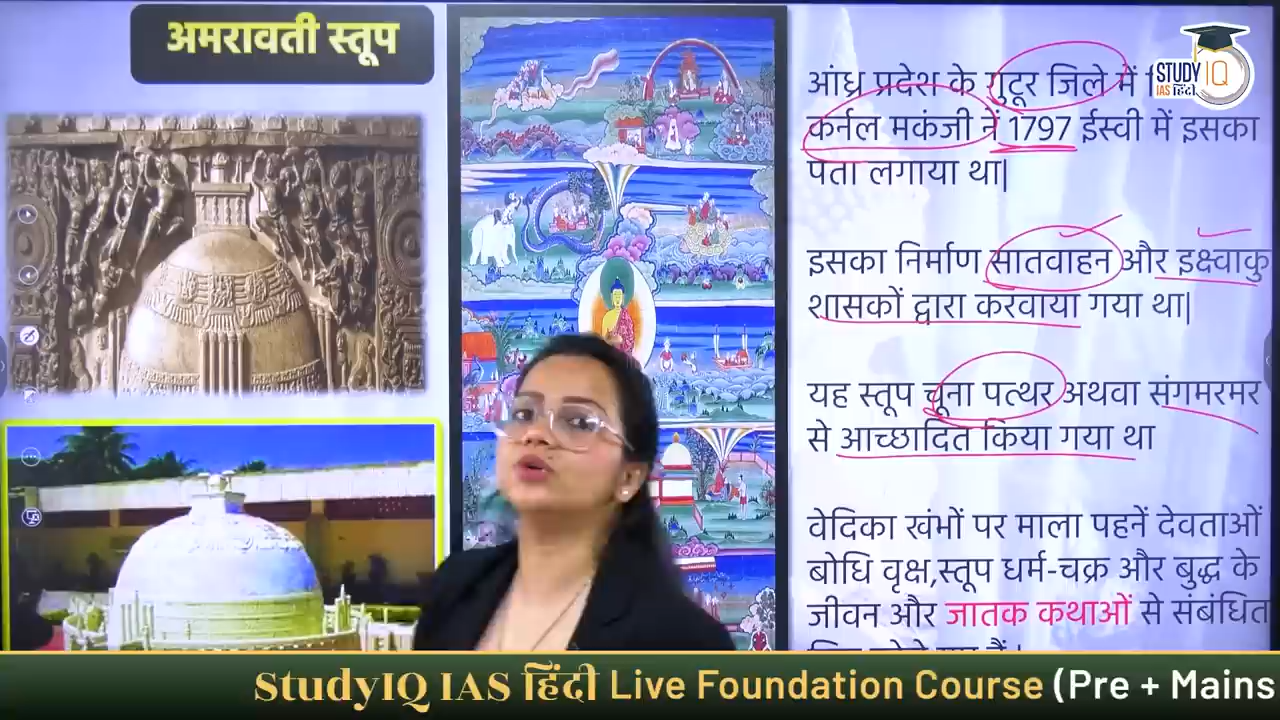 अमरावती स्तूप
आंध्र प्रदेश के गुटूर जिले में
STUDY IQ
IAS हिंदी
कर्नल मकंजी नें 1797 ईस्वी में इसका
पता लगाया था|
इसका निर्माण सातवाहन और इक्ष्वाकु
शासकों द्वारा करवाया गया था|
यह स्तूप चूना पत्थर अथवा संगमरमर
से आच्छादित किया गया था
वेदिका खंभों पर माला पहनें देवताओं
बोधि वृक्ष,स्तूप धर्म-चक्र और बुद्ध के
जीवन और जातक कथाओं से संबंधित
StudyIQ IAS हिंदी Live Foundation Course (Pre + Mains